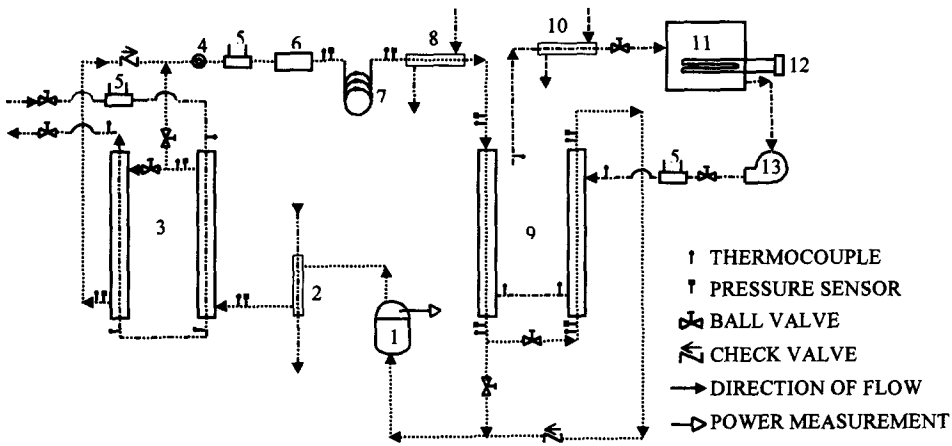 4 5 6 8 10 11
12
5 7
13
5
3 9
2
1
THERMOCOUPLE
PRESSURE SENSOR
BALL VALVE
CHECK VALVE
DIRECTION OF FLOW
POWER MEASUREMENT